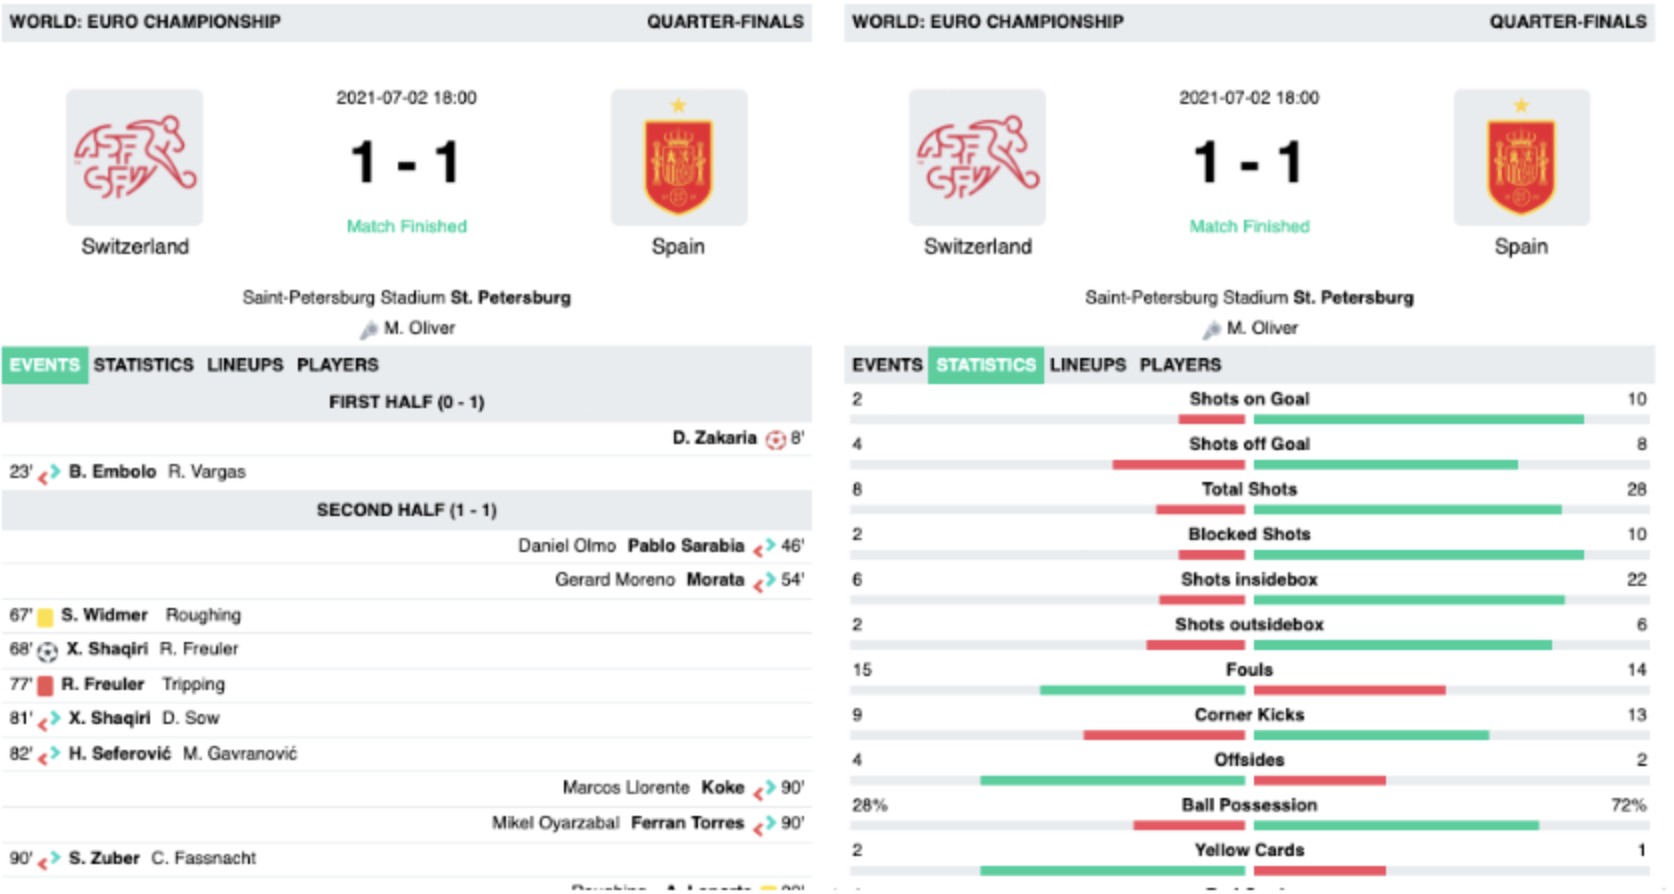 WORLD: EURO CHAMPIONSHIP QUARTER-FINALS
2021-07-02 18:00
1 - 1
Match Finished
Switzerland Spain
Saint-Petersburg Stadium St. Petersburg
M. Oliver
EVENTS STATISTICS LINEUPS PLAYERS
FIRST HALF (0 - 1)
D. Zakaria 8'
23' B. Embolo R. Vargas
SECOND HALF (1 - 1)
Daniel Olmo Pablo Sarabia 46'
Gerard Moreno Morata 54'
67' S. Widmer Roughing
68' X. Shaqiri R. Freuler
77' R. Freuler Tripping
81' X. Shaqiri D. Sow
82' H. Seferović M. Gavranović
Marcos Llorente Koke 90'
Mikel Oyarzabal Ferran Torres 90'
90' S. Zuber C. Fassnacht
WORLD: EURO CHAMPIONSHIP QUARTER-FINALS
2021-07-02 18:00
1 - 1
Match Finished
Switzerland Spain
Saint-Petersburg Stadium St. Petersburg
M. Oliver
EVENTS STATISTICS LINEUPS PLAYERS
2 Shots on Goal 10
4 Shots off Goal 8
8 Total Shots 28
2 Blocked Shots 10
6 Shots insidebox 22
2 Shots outsidebox 6
15 Fouls 14
9 Corner Kicks 13
4 Offsides 2
28% Ball Possession 72%
2 Yellow Cards 1